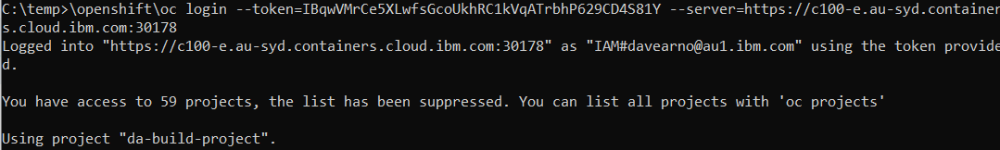 C:\temp>\openshift\oc login --token=IBqwVMrCe5XLwfsGcoUkhRC1kVqATrbhP629CD4S81Y --server=https://c100-e.au-syd.container
s.cloud.ibm.com:30178
Logged into "https://c100-e.au-syd.containers.cloud.ibm.com:30178" as "IAM#davearno@au1.ibm.com" using the token provide
d.
You have access to 59 projects, the list has been suppressed. You can list all projects with 'oc projects'
Using project "da-build-project".